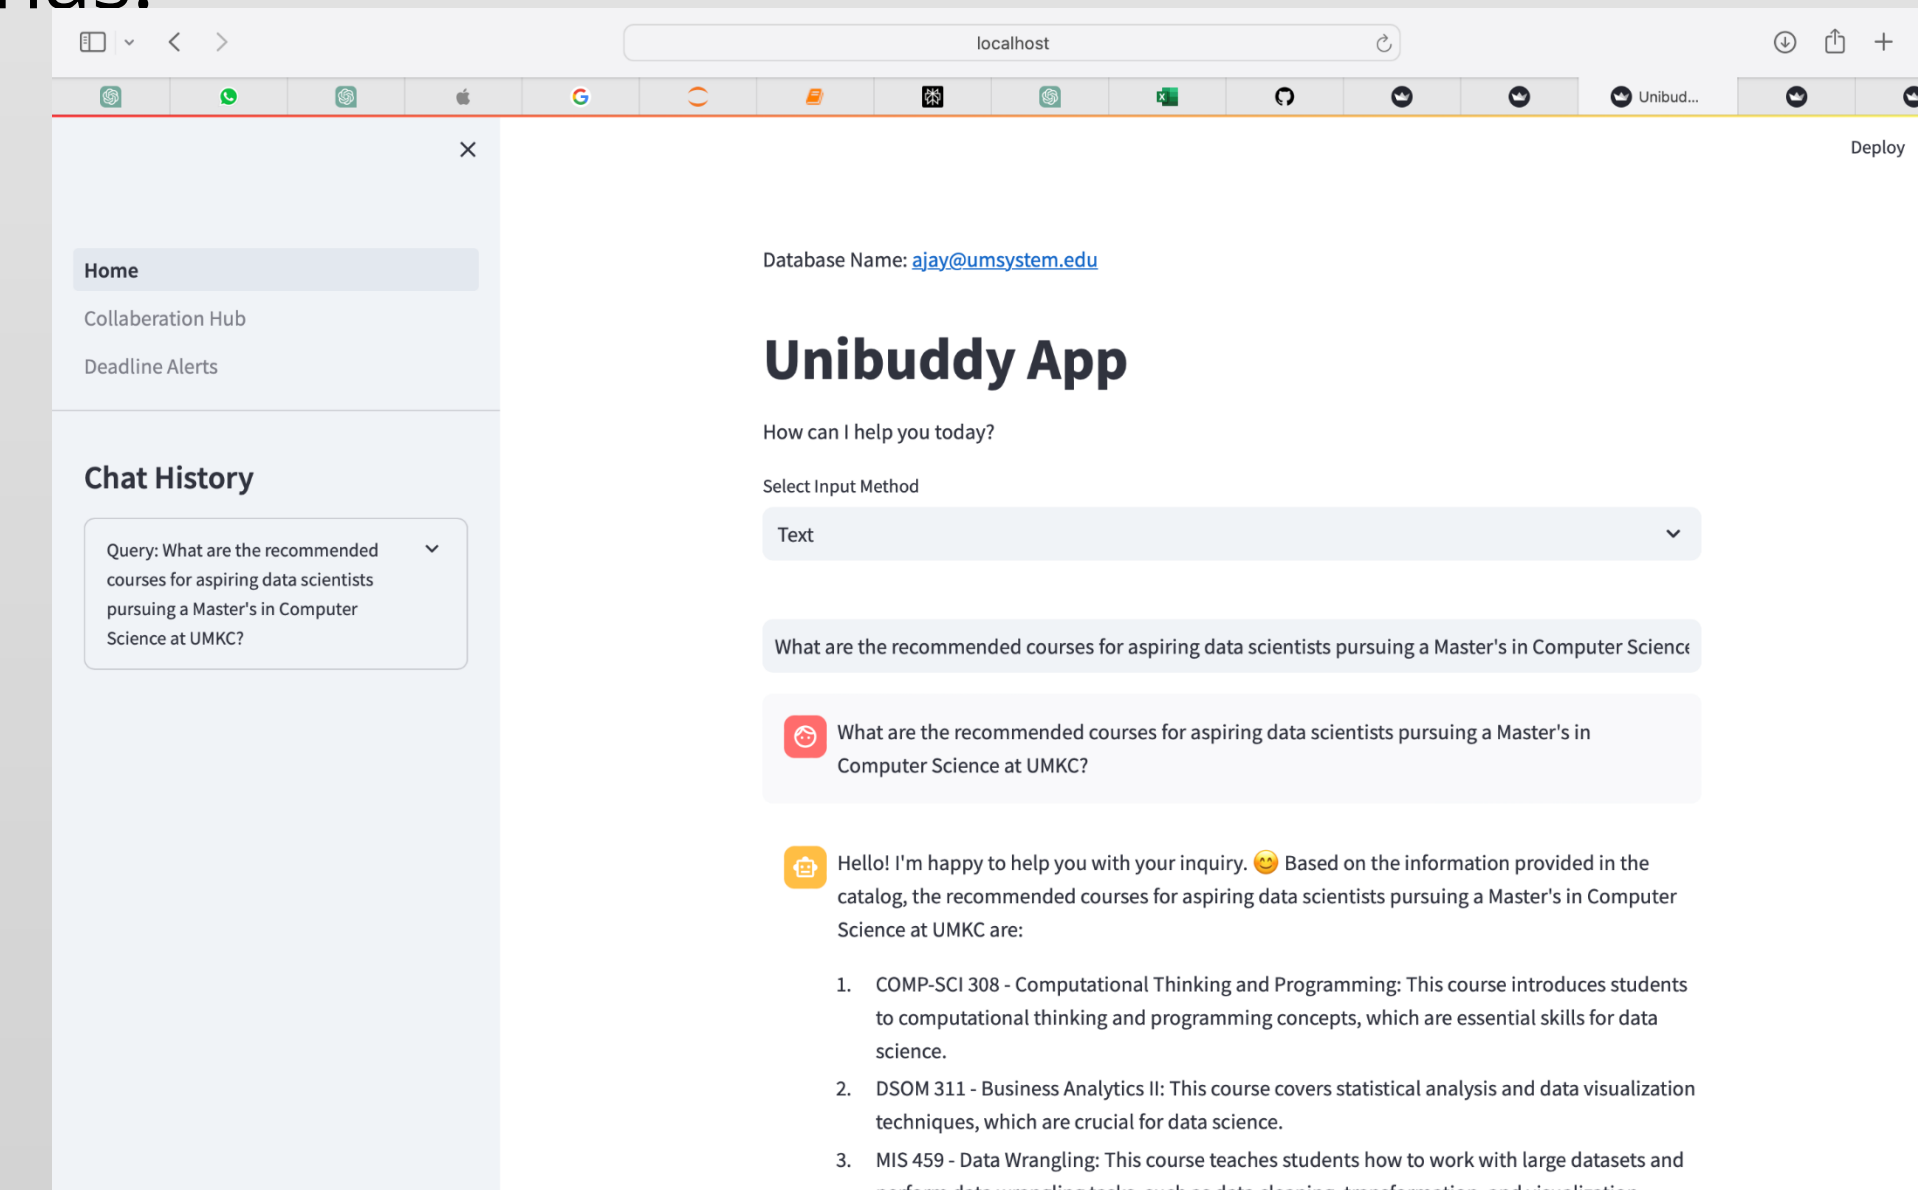 localhost
Unibud...
Deploy
Home
Collaberation Hub
Deadline Alerts
Chat History
Query: What are the recommended
courses for aspiring data scientists
pursuing a Master's in Computer
Science at UMKC?
Database Name: ajay@umsystem.edu
Unibuddy App
How can I help you today?
Select Input Method
Text
What are the recommended courses for aspiring data scientists pursuing a Master's in Computer Science
What are the recommended courses for aspiring data scientists pursuing a Master's in
Computer Science at UMKC?
Hello! I'm happy to help you with your inquiry. 😊 Based on the information provided in the
catalog, the recommended courses for aspiring data scientists pursuing a Master's in Computer
Science at UMKC are:
1. COMP-SCI 308 - Computational Thinking and Programming: This course introduces students
to computational thinking and programming concepts, which are essential skills for data
science.
2. DSOM 311 - Business Analytics II: This course covers statistical analysis and data visualization
techniques, which are crucial for data science.
3. MIS 459 - Data Wrangling: This course teaches students how to work with large datasets and